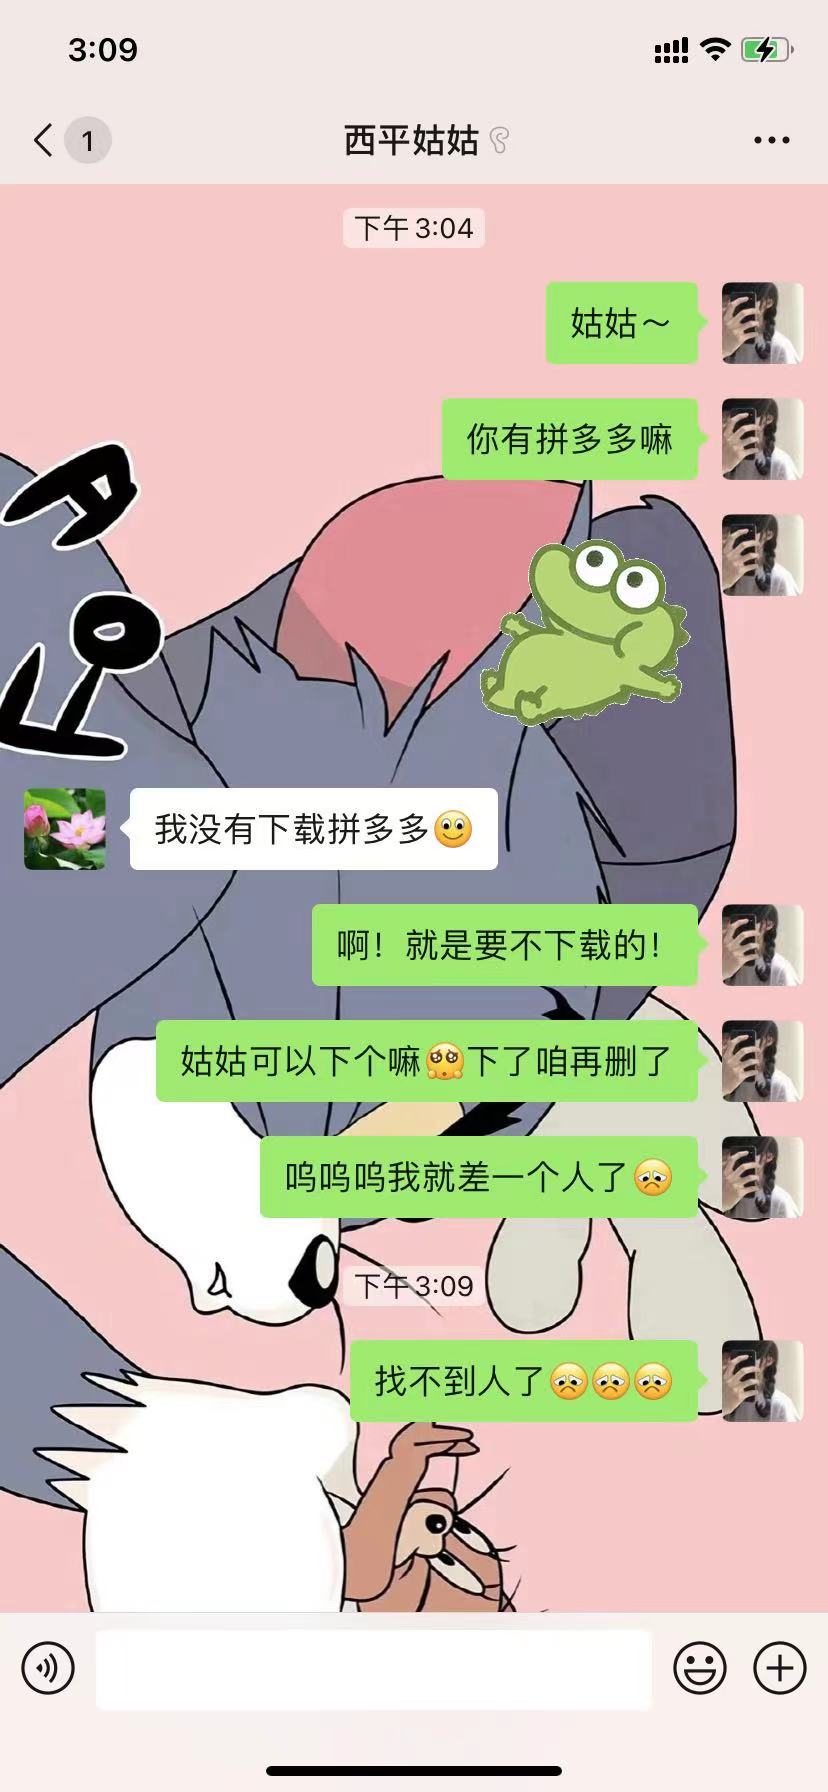 3:09
1
西平姑姑
下午 3:04
姑姑～
你有拼多多嘛
我没有下载拼多多🙂
啊！就是要不下载的！
姑姑可以下个嘛🥺下了咱再删了
呜呜呜我就差一个人了😞
下午 3:09
找不到人了😞😞😞